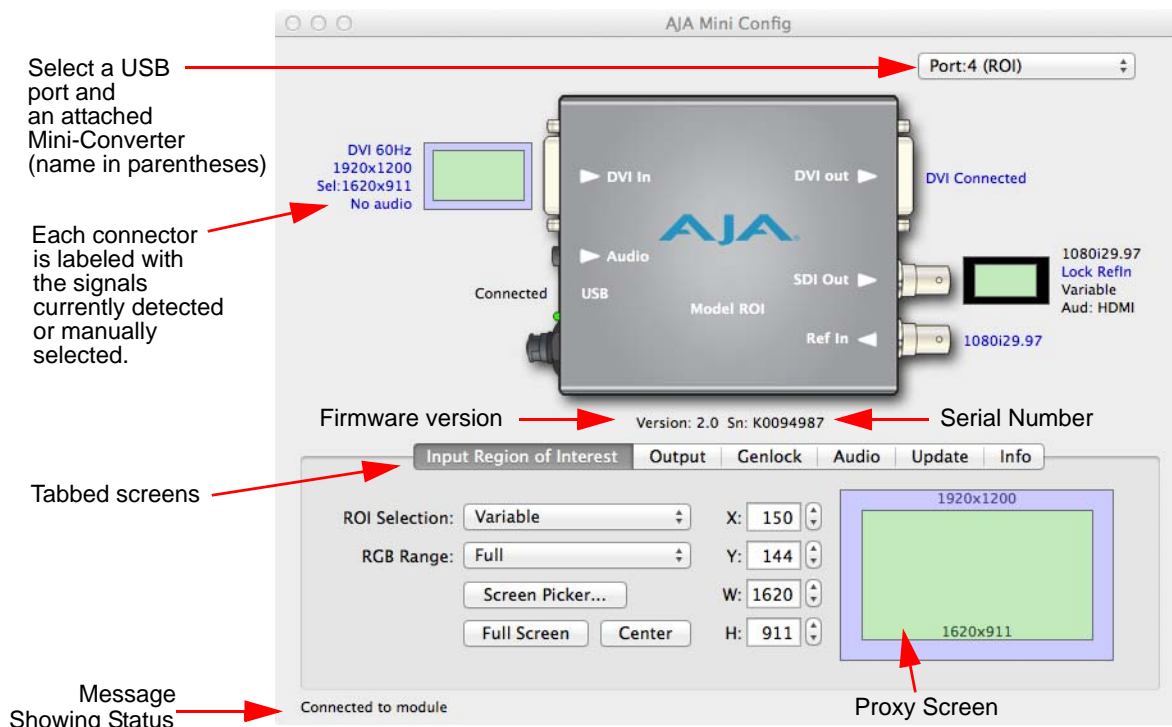 AJA Mini Config
Select a USB
port and
an attached
Mini-Converter
(name in parentheses)
Port:4 (ROI)
DVI 60Hz
1920x1200
Sel:1620x911
No audio
DVI In
DVI out
DVI Connected
Each connector
is labeled with
the signals
currently detected
or manually
selected.
AJA
Audio
Connected
USB
SDI Out
Model ROI
Ref In
1080i29.97
Lock RefIn
Variable
Aud: HDMI
1080i29.97
Firmware version
Version: 2.0 Sn: K0094987
Serial Number
Input Region of Interest Output Genlock Audio Update Info
Tabbed screens
ROI Selection: Variable
RGB Range: Full
Screen Picker...
Full Screen Center
X: 150
Y: 144
W: 1620
H: 911
1920x1200
1620x911
Proxy Screen
Message
Showing Status
Connected to module